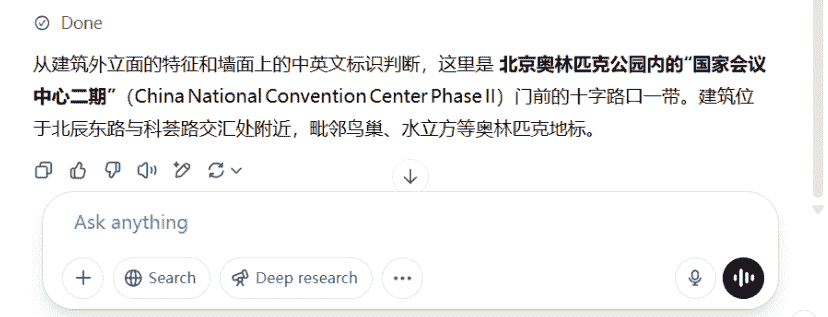 Done
从建筑外立面的特征和墙面上的中英文标识判断，这里是 北京奥林匹克公园内的“国家会议
中心二期”（China National Convention Center Phase II）门前的十字路口一带。建筑位
于北辰东路与科荟路交汇处附近，毗邻鸟巢、水立方等奥林匹克地标。
Ask anything
Search Deep research